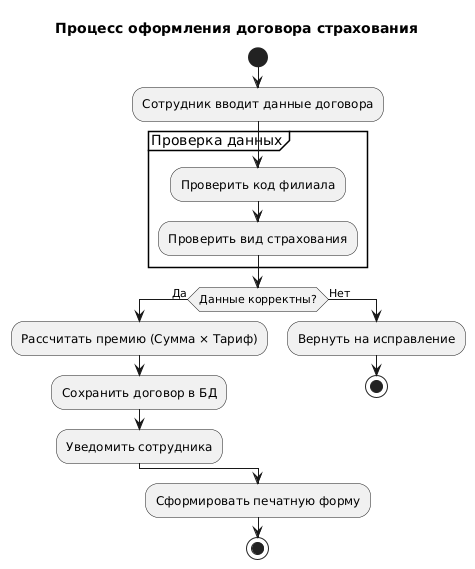 Процесс оформления договора страхования
Сотрудник вводит данные договора
Проверка данных
Проверить код филиала
Проверить вид страхования
Да
Данные корректны?
Нет
Рассчитать премию (Сумма × Тариф)
Вернуть на исправление
Сохранить договор в БД
Уведомить сотрудника
Сформировать печатную форму